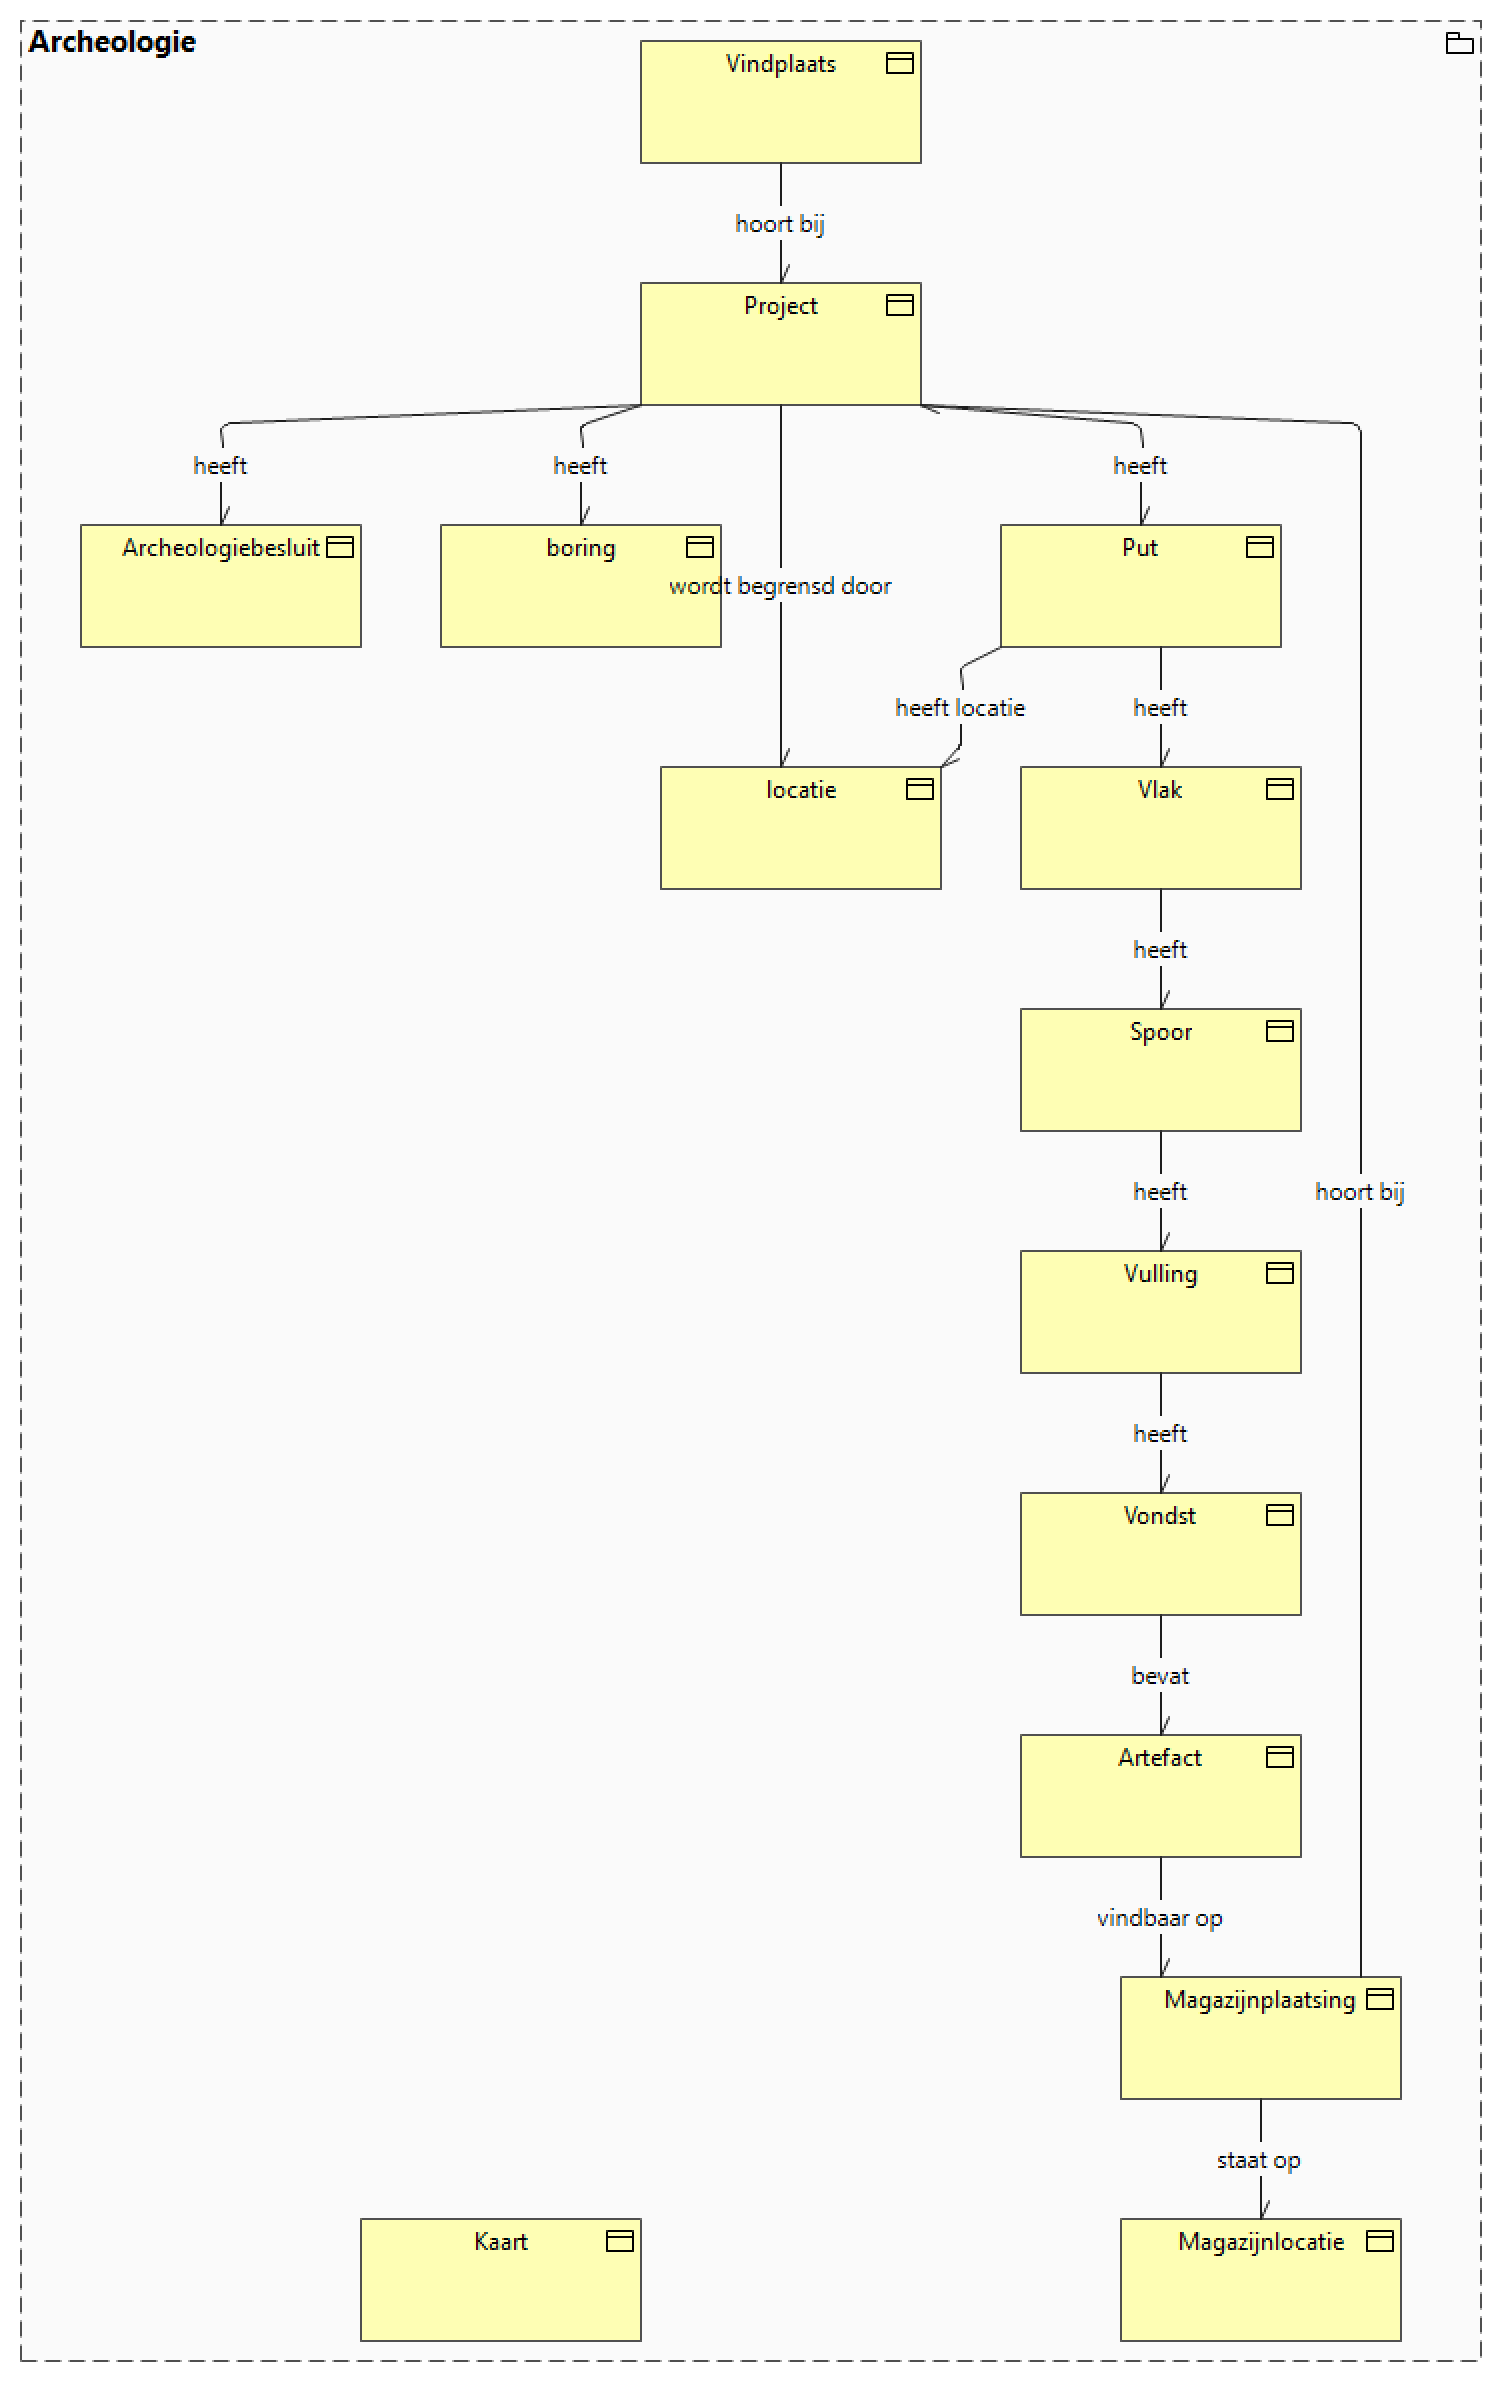 Archeologie
Vindplaats
hoort bij
Project
heeft
heeft
heeft
Archeologiebesluit
boring
Put
wordt begrensd door
heeft locatie
heeft
locatie
Vlak
heeft
Spoor
heeft
hoort bij
Vulling
heeft
Vondst
bevat
Artefact
vindbaar op
Magazijnplaatsing
staat op
Kaart
Magazijnlocatie